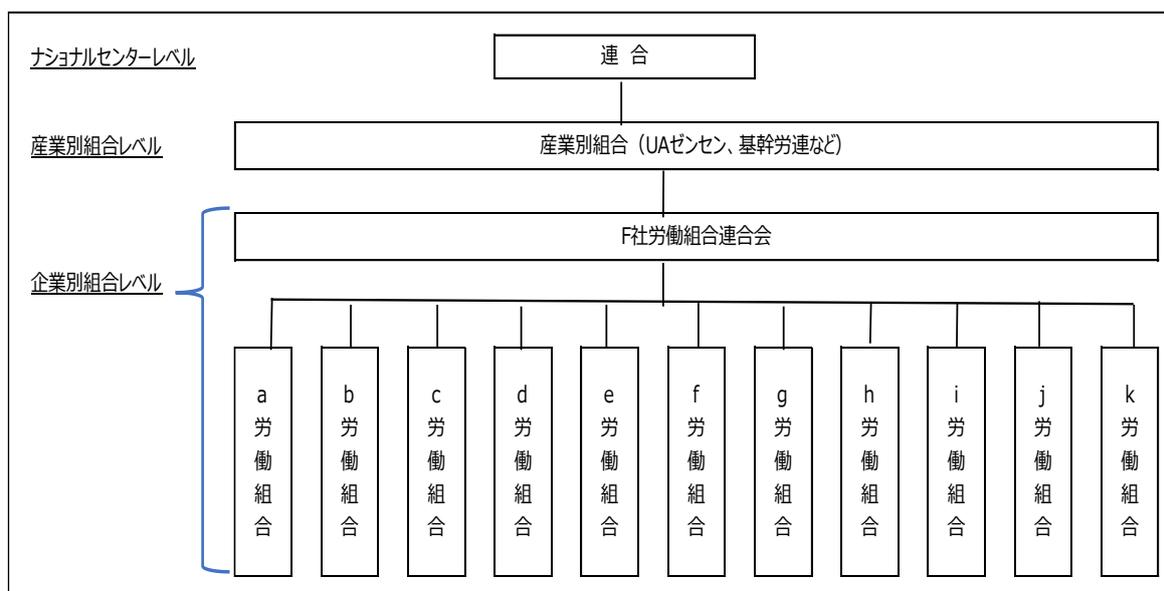 ナショナルセンターレベル
連 合
産業別組合レベル
産業別組合（UAゼンセン、基幹労連など）
F社労働組合連合会
企業別組合レベル
a労働組合
b労働組合
c労働組合
d労働組合
e労働組合
f労働組合
g労働組合
h労働組合
i労働組合
j労働組合
k労働組合